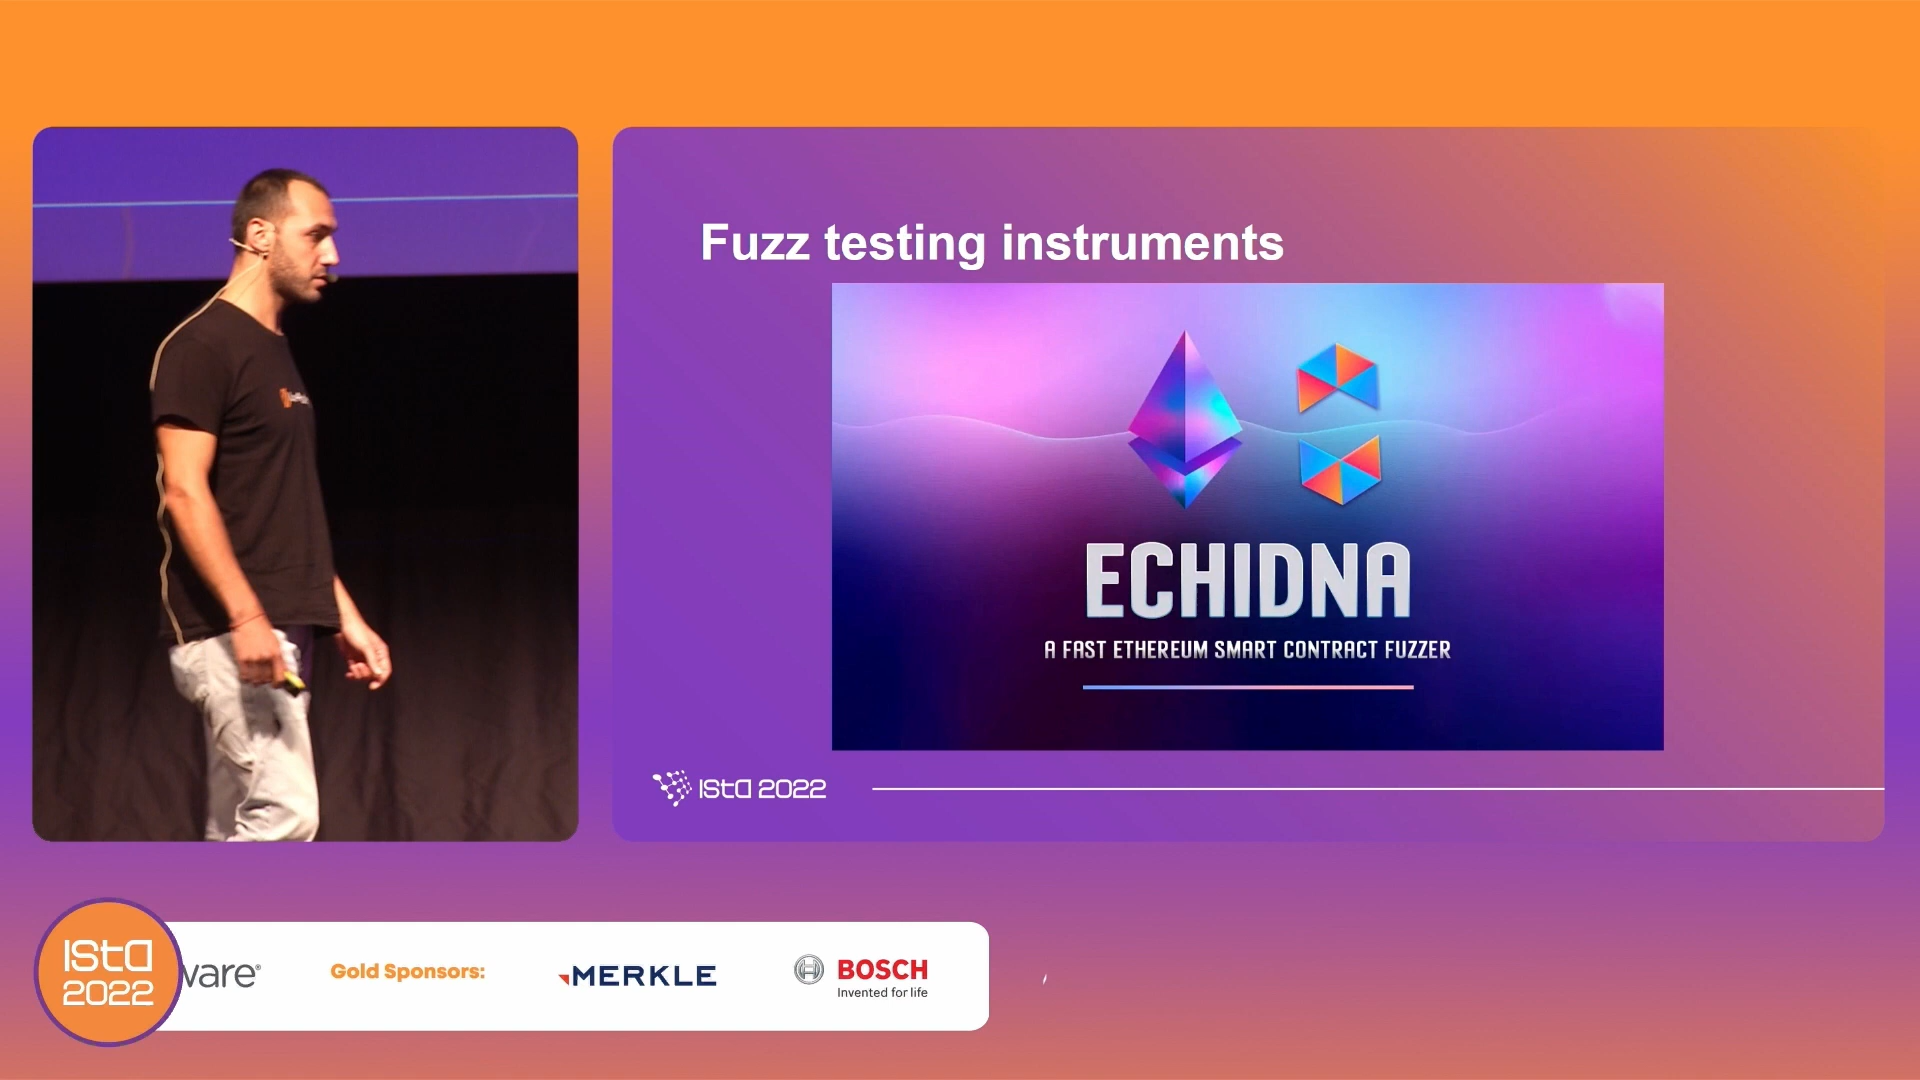 Fuzz testing instruments
ECHIDNA
A FAST ETHEREUM SMART CONTRACT FUZZER
ISTA 2022
ISTA
2022
ware®
Gold Sponsors:
MERKLE
BOSCH
Invented for life